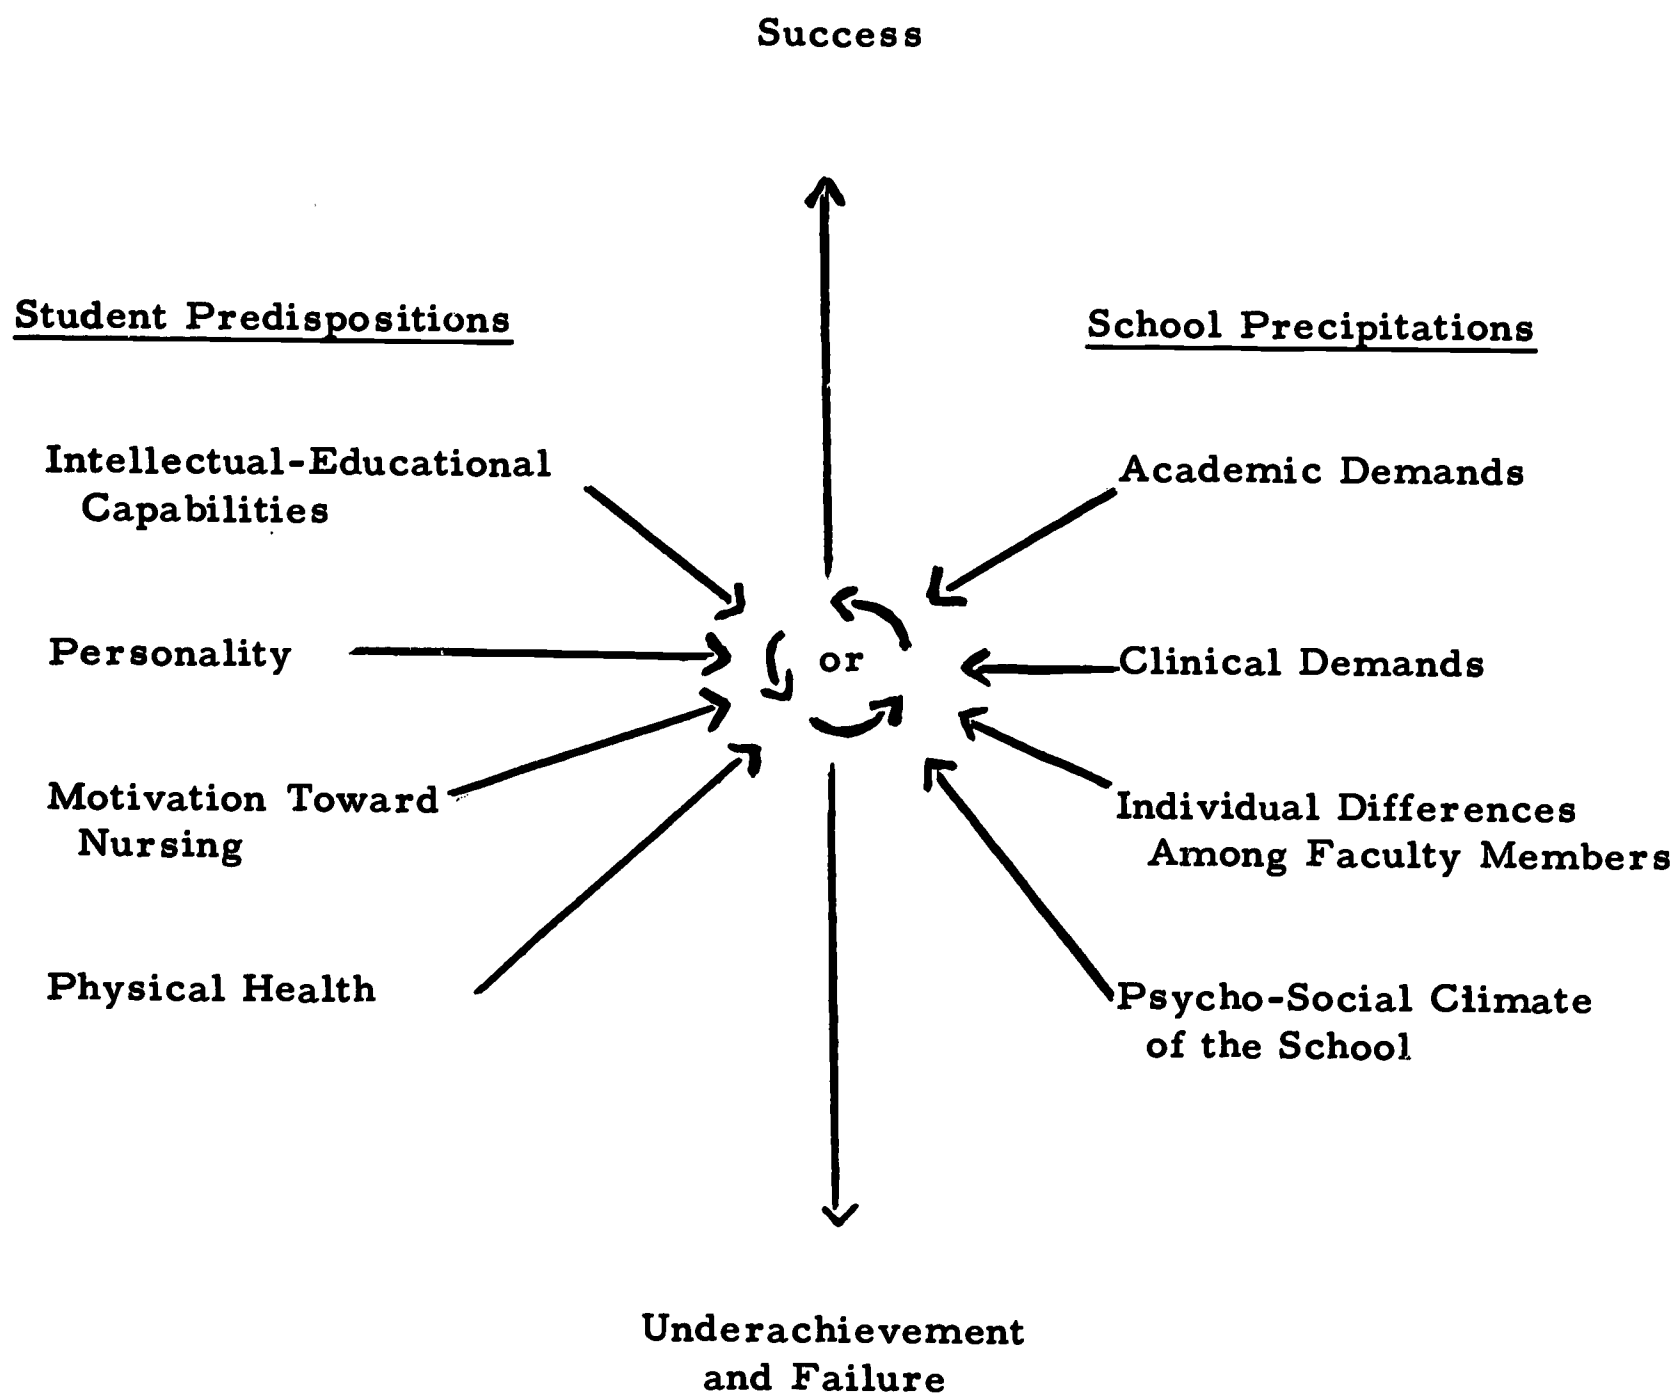 Success
Student Predispositions
Intellectual-Educational
Capabilities
Personality
Motivation Toward
Nursing
Physical Health
or
School Precipitations
Academic Demands
Clinical Demands
Individual Differences
Among Faculty Members
Psycho-Social Climate
of the School
Underachievement
and Failure